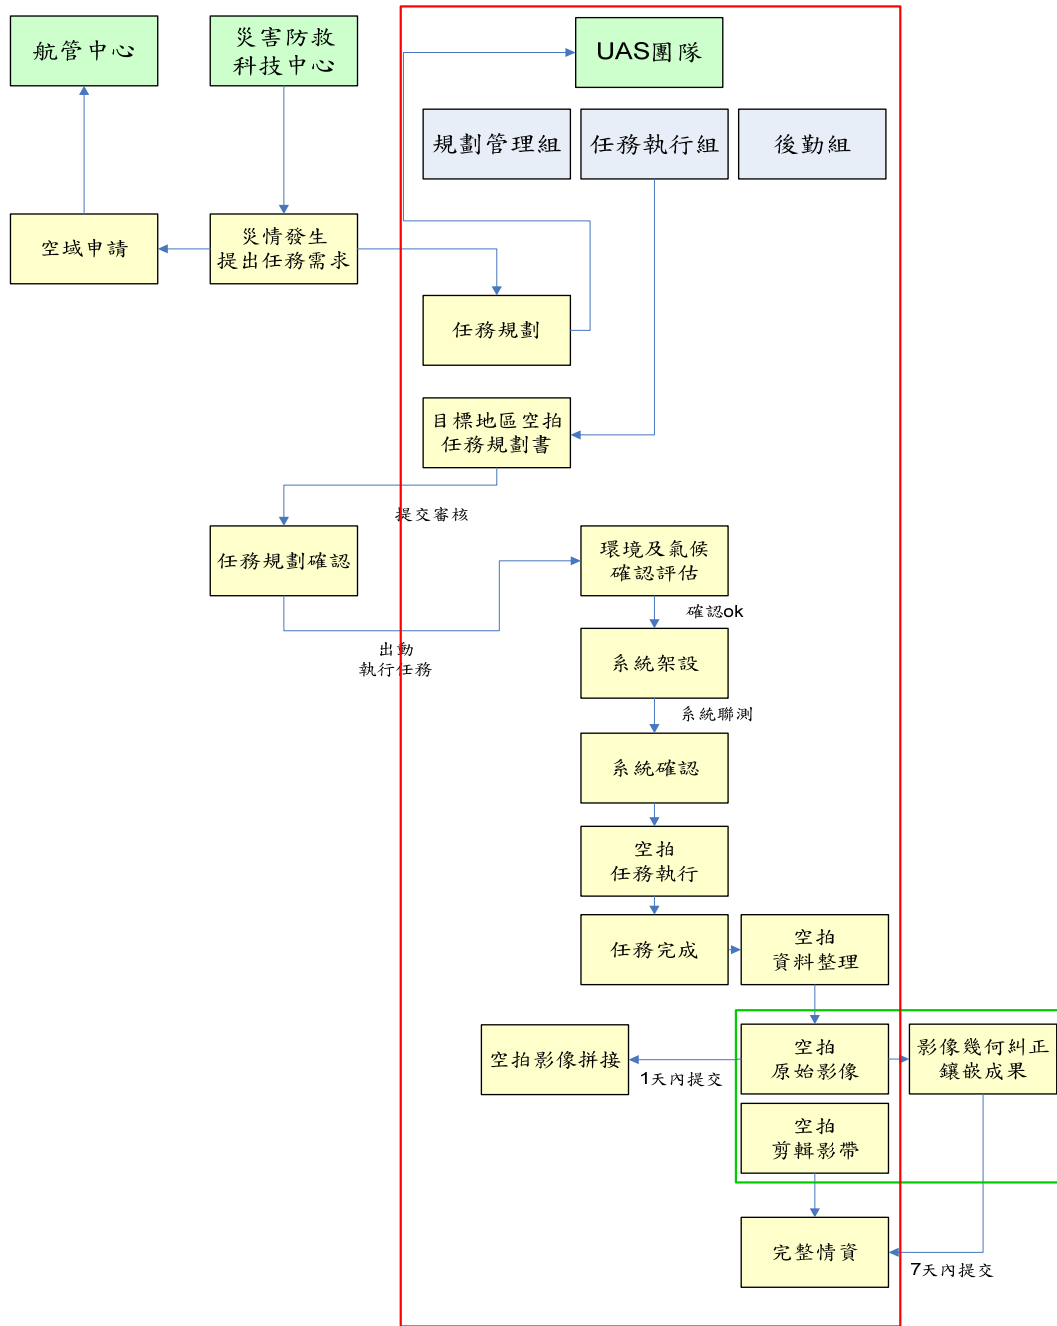 航管中心
災害防救
科技中心
UAS團隊
規劃管理組
任務執行組
後勤組
空域申請
災情發生
提出任務需求
任務規劃
目標地區空拍
任務規劃書
提交審核
任務規劃確認
環境及氣候
確認評估
確認ok
出動
執行任務
系統架設
系統聯測
系統確認
空拍
任務執行
任務完成
空拍
資料整理
空拍影像拼接
1天內提交
空拍
原始影像
影像幾何糾正
鑲嵌成果
空拍
剪輯影帶
完整情資
7天內提交